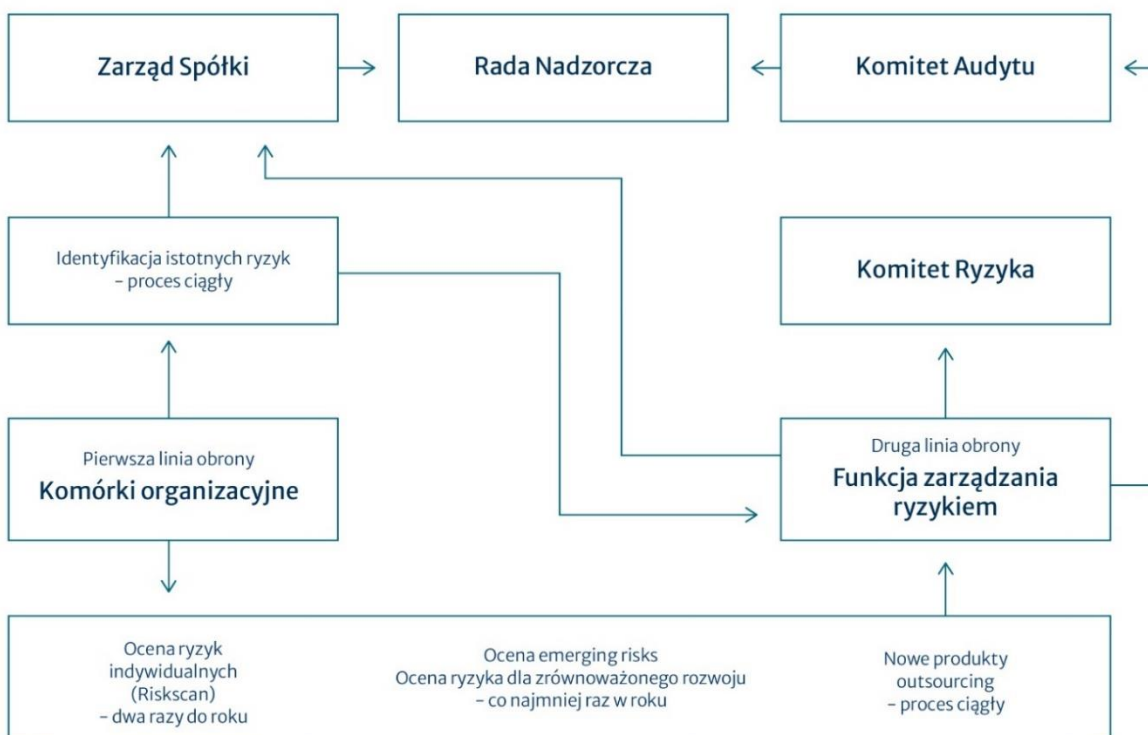 Zarząd Spółki
Rada Nadzorcza
Komitet Audytu
Identyfikacja istotnych ryzyk
- proces ciągły
Komitet Ryzyka
Pierwsza linia obrony
Komórki organizacyjne
Druga linia obrony
Funkcja zarządzania
ryzykiem
Ocena ryzyk
indywidualnych
(Riskscan)
- dwa razy do roku
Ocena emerging risks
Ocena ryzyka dla zrównoważonego rozwoju
- co najmniej raz w roku
Nowe produkty
outsourcing
- proces ciągły